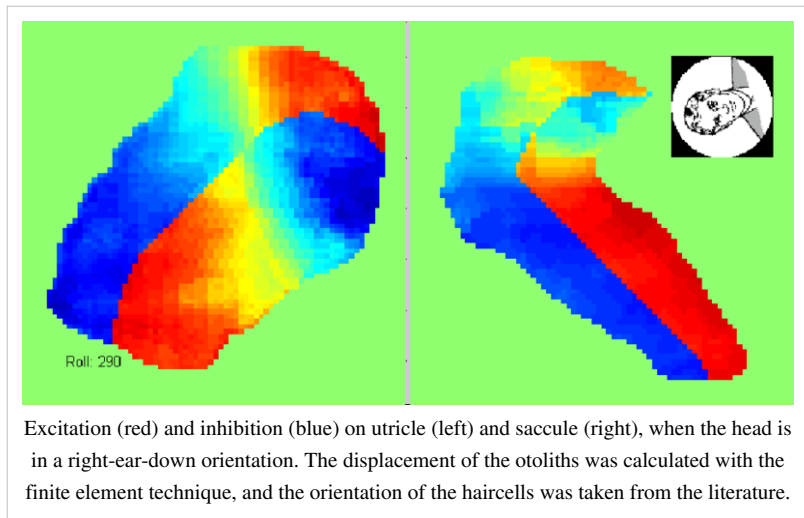 Roll: 290
Excitation (red) and inhibition (blue) on utricle (left) and saccule (right), when the head is
in a right-ear-down orientation. The displacement of the otoliths was calculated with the
finite element technique, and the orientation of the haircells was taken from the literature.